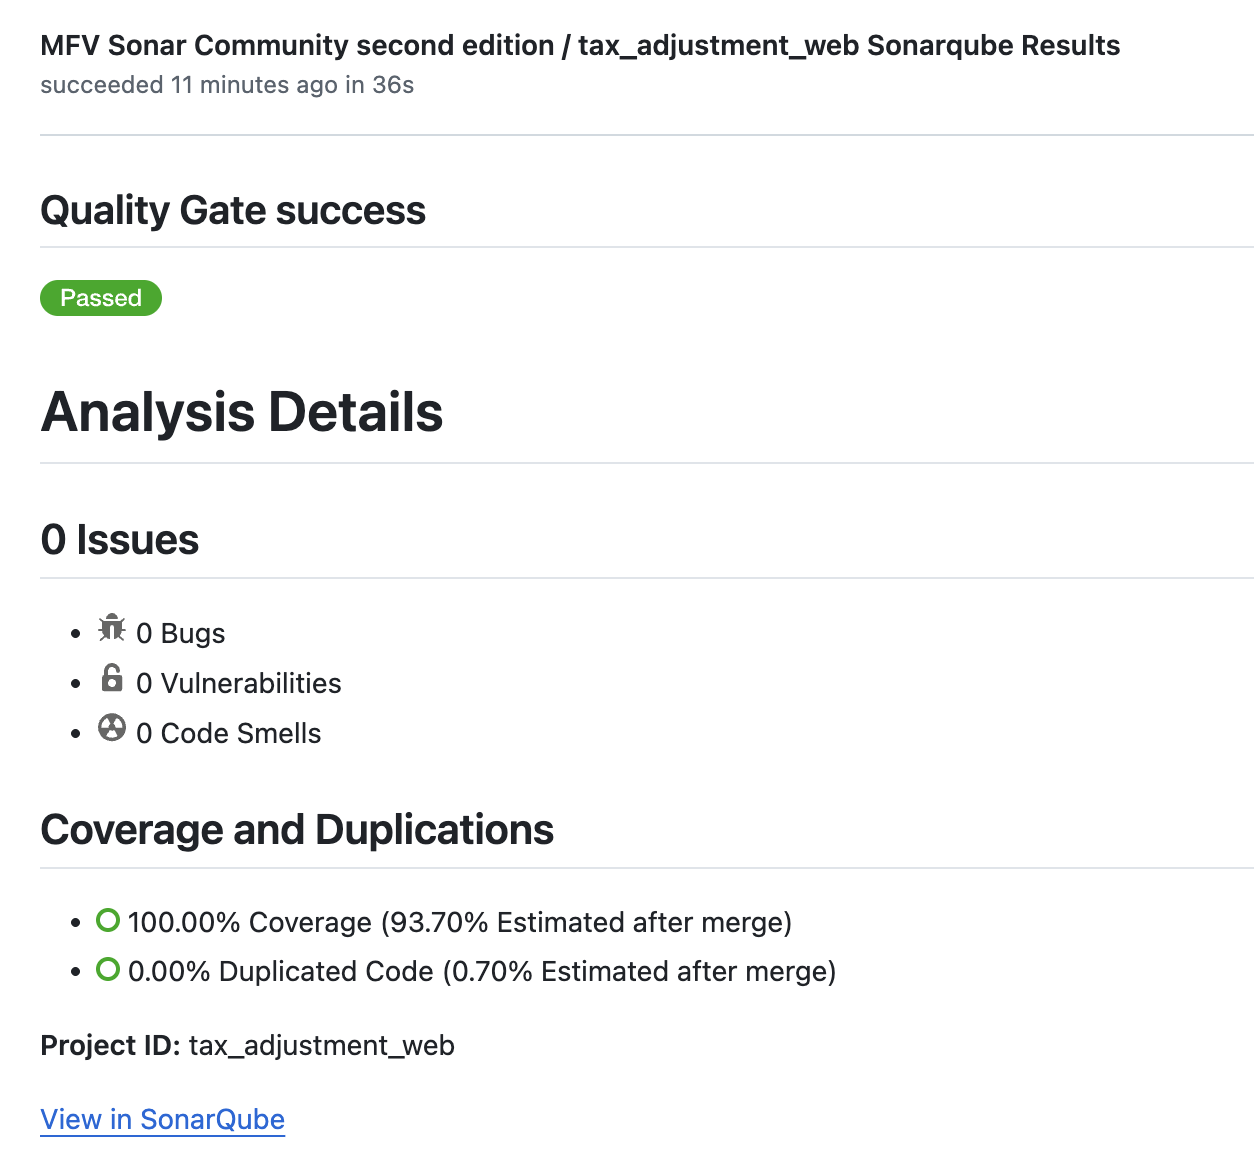 MFV Sonar Community second edition / tax_adjustment_web Sonarqube Results
succeeded 11 minutes ago in 36s
Quality Gate success
Passed
Analysis Details
0 Issues
0 Bugs
0 Vulnerabilities
0 Code Smells
Coverage and Duplications
100.00% Coverage (93.70% Estimated after merge)
0.00% Duplicated Code (0.70% Estimated after merge)
Project ID: tax_adjustment_web
View in SonarQube